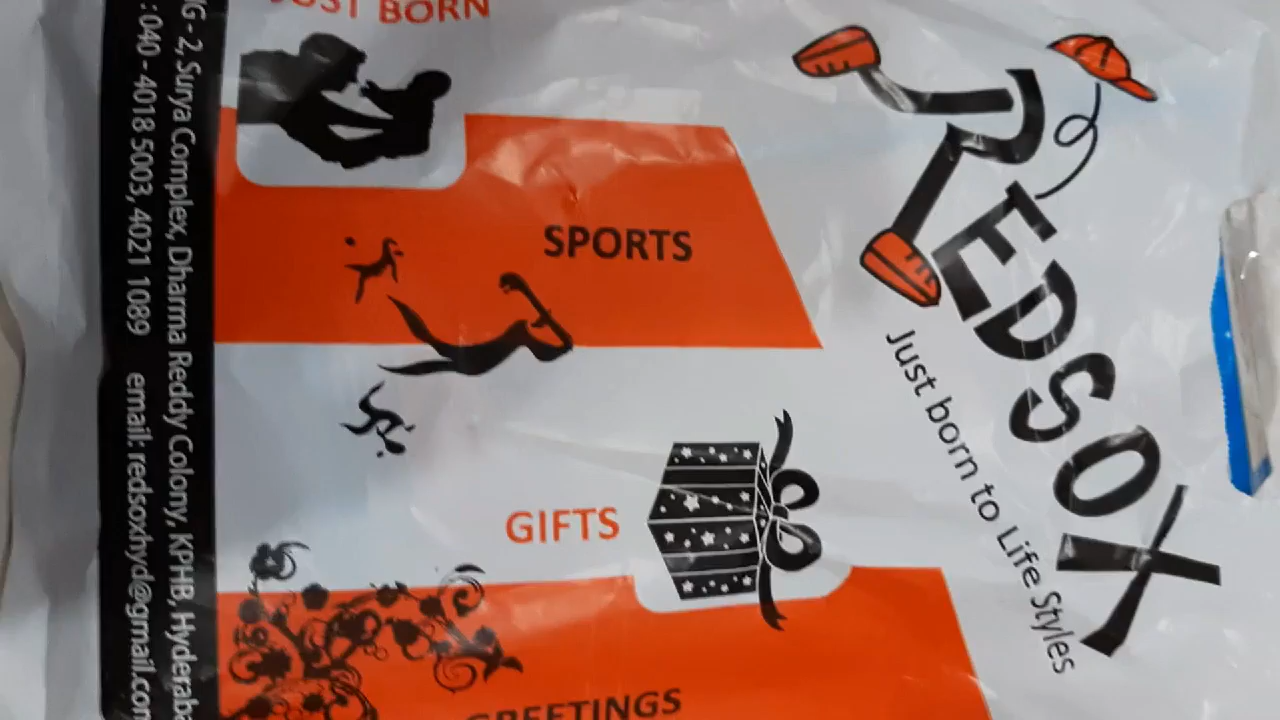 REDSOX
Just born to Life Styles
JUST BORN
SPORTS
GIFTS
GREETINGS
G - 2, Surya Complex, Dharma Reddy Colony, KPHB, Hyderaba
: 040 - 4018 5003, 4021 1089 email: redsoxhyd@gmail.com